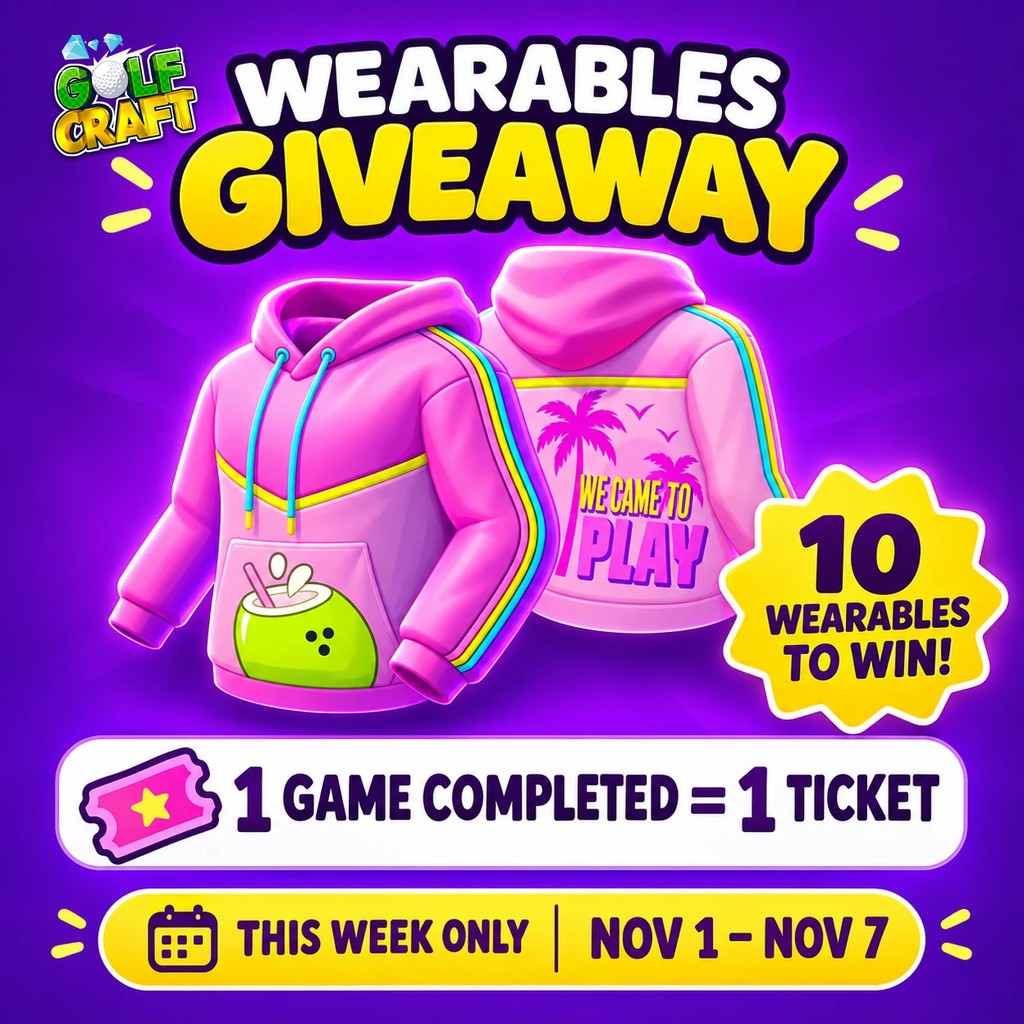 GOLF
CRAFT
WEARABLES
GIVEAWAY
WE CAME TO
PLAY
10
WEARABLES
TO WIN!
1 GAME COMPLETED = 1 TICKET
THIS WEEK ONLY | NOV 1 – NOV 7